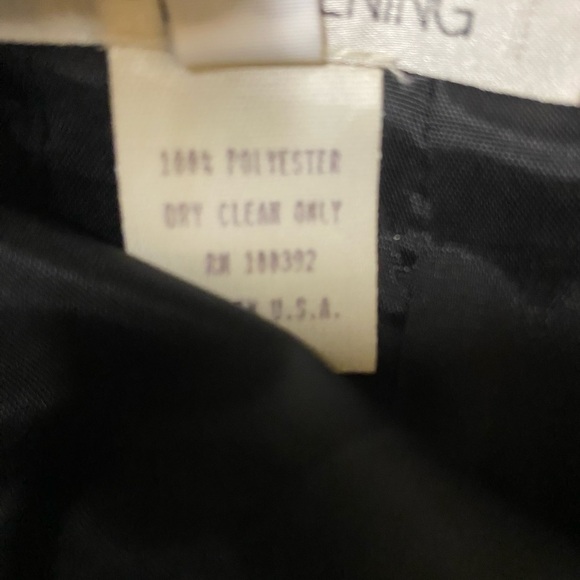 ENING
100% POLYESTER
DRY CLEAN ONLY
RN 100392
U.S.A.